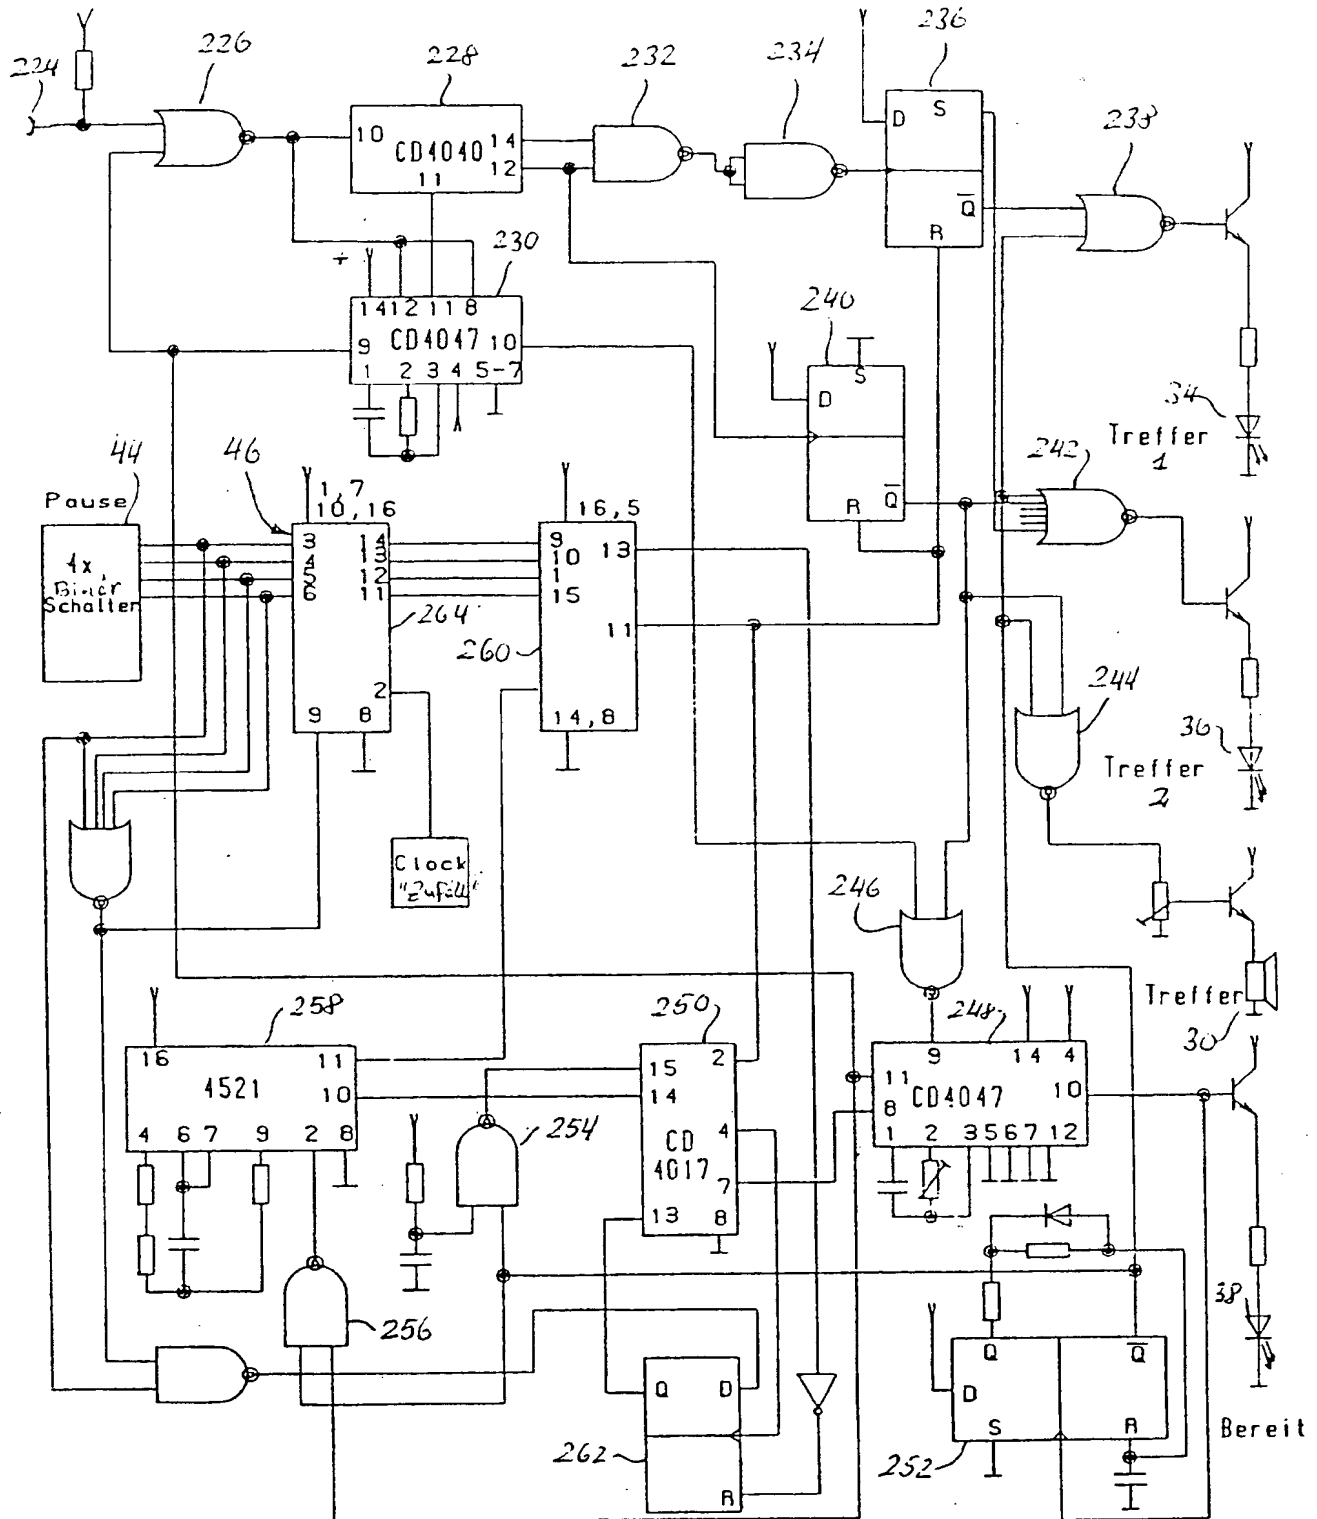 224
226
228
232
234
236
238
10 CD4040 14
12
11
D S
Q
R
230
+
14 12 11 8
9 CD4047 10
1 2 3 4 5-7
240
S
D
Q
R
34
Treffer
1
242
44
Pause
4x
Binär
Schalter
46
1,7
10,16
3 14
4 13
5 12
6 11
264
2
9 8
16,5
9 13
10
1
15
11
260
14,8
244
36
Treffer
2
Clock
"Zufall"
246
Treffer
30
258
16 11
4521 10
4 6 7 9 2 8
254
250
15 2
14
4
CD
4017
7
13
8
248
9 14 4
11
8 CD4047 10
1 2 3 5 6 7 12
256
38
Q Q
D
S R
252
Bereit
Q D
262
R